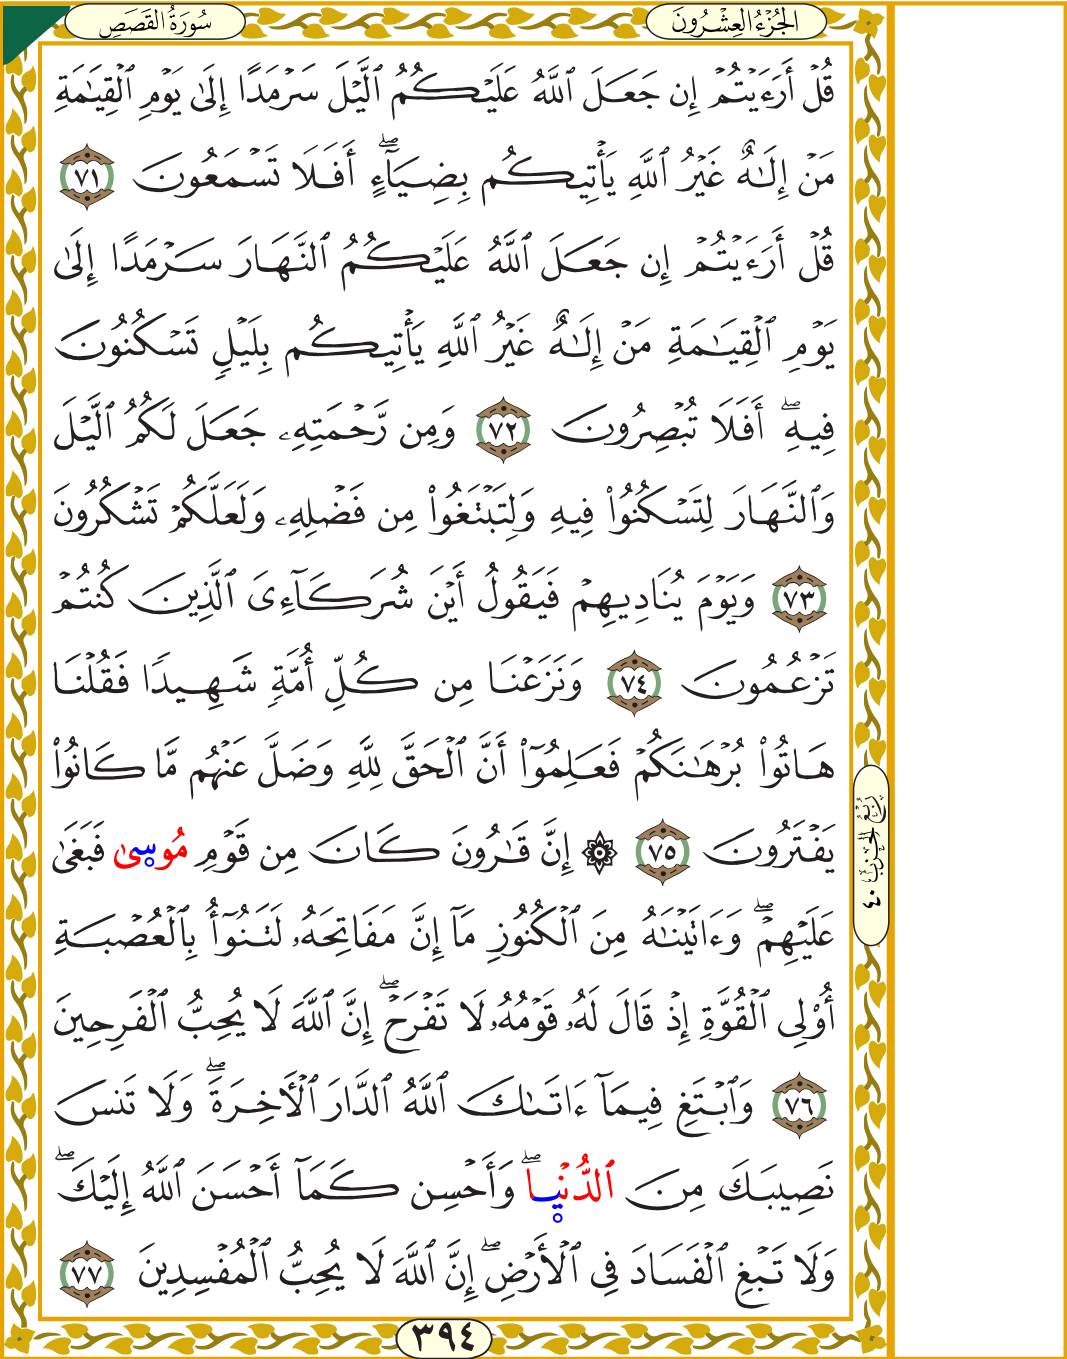 الجُزْءُ العِشْرُونَ
سُورَةُ القَصَصِ
قُلْ أَرَءَيْتُمْ إِن جَعَلَ ٱللَّهُ عَلَيْكُمُ ٱلَّيْلَ سَرْمَدًا إِلَىٰ يَوْمِ ٱلْقِيَٰمَةِ
مَنْ إِلَٰهٌ غَيْرُ ٱللَّهِ يَأْتِيكُم بِضِيَآءٍۖ أَفَلَا تَسْمَعُونَ ٧١
قُلْ أَرَءَيْتُمْ إِن جَعَلَ ٱللَّهُ عَلَيْكُمُ ٱلنَّهَارَ سَرْمَدًا إِلَىٰ
يَوْمِ ٱلْقِيَٰمَةِ مَنْ إِلَٰهٌ غَيْرُ ٱللَّهِ يَأْتِيكُم بِلَيْلٍ تَسْكُنُونَ
فِيهِۖ أَفَلَا تُبْصِرُونَ ٧٢ وَمِن رَّحْمَتِهِۦ جَعَلَ لَكُمُ ٱلَّيْلَ
وَٱلنَّهَارَ لِتَسْكُنُوا۟ فِيهِ وَلِتَبْتَغُوا۟ مِن فَضْلِهِۦ وَلَعَلَّكُمْ تَشْكُرُونَ
٧٣ وَيَوْمَ يُنَادِيهِمْ فَيَقُولُ أَيْنَ شُرَكَآءِىَ ٱلَّذِينَ كُنتُمْ
تَزْعُمُونَ ٧٤ وَنَزَعْنَا مِن كُلِّ أُمَّةٍ شَهِيدًا فَقُلْنَا
هَاتُوا۟ بُرْهَٰنَكُمْ فَعَلِمُوٓا۟ أَنَّ ٱلْحَقَّ لِلَّهِ وَضَلَّ عَنْهُم مَّا كَانُوا۟
يَفْتَرُونَ ٧٥ ۞ إِنَّ قَٰرُونَ كَانَ مِن قَوْمِ مُوسۭىٰ فَبَغَىٰ
عَلَيْهِمْۖ وَءَاتَيْنَٰهُ مِنَ ٱلْكُنُوزِ مَآ إِنَّ مَفَاتِحَهُۥ لَتَنُوٓأُ بِٱلْعُصْبَةِ
أُو۟لِى ٱلْقُوَّةِ إِذْ قَالَ لَهُۥ قَوْمُهُۥ لَا تَفْرَحْۖ إِنَّ ٱللَّهَ لَا يُحِبُّ ٱلْفَرِحِينَ
٧٦ وَٱبْتَغِ فِيمَآ ءَاتَىٰكَ ٱللَّهُ ٱلدَّارَ ٱلْـَٔاخِرَةَۖ وَلَا تَنسَ
نَصِيبَكَ مِنَ ٱلدُّنْيۭاۖ وَأَحْسِن كَمَآ أَحْسَنَ ٱللَّهُ إِلَيْكَۖ
وَلَا تَبْغِ ٱلْفَسَادَ فِى ٱلْأَرْضِۖ إِنَّ ٱللَّهَ لَا يُحِبُّ ٱلْمُفْسِدِينَ ٧٧
رُبْعُ الحِزْبِ ٤٠
٣٩٤